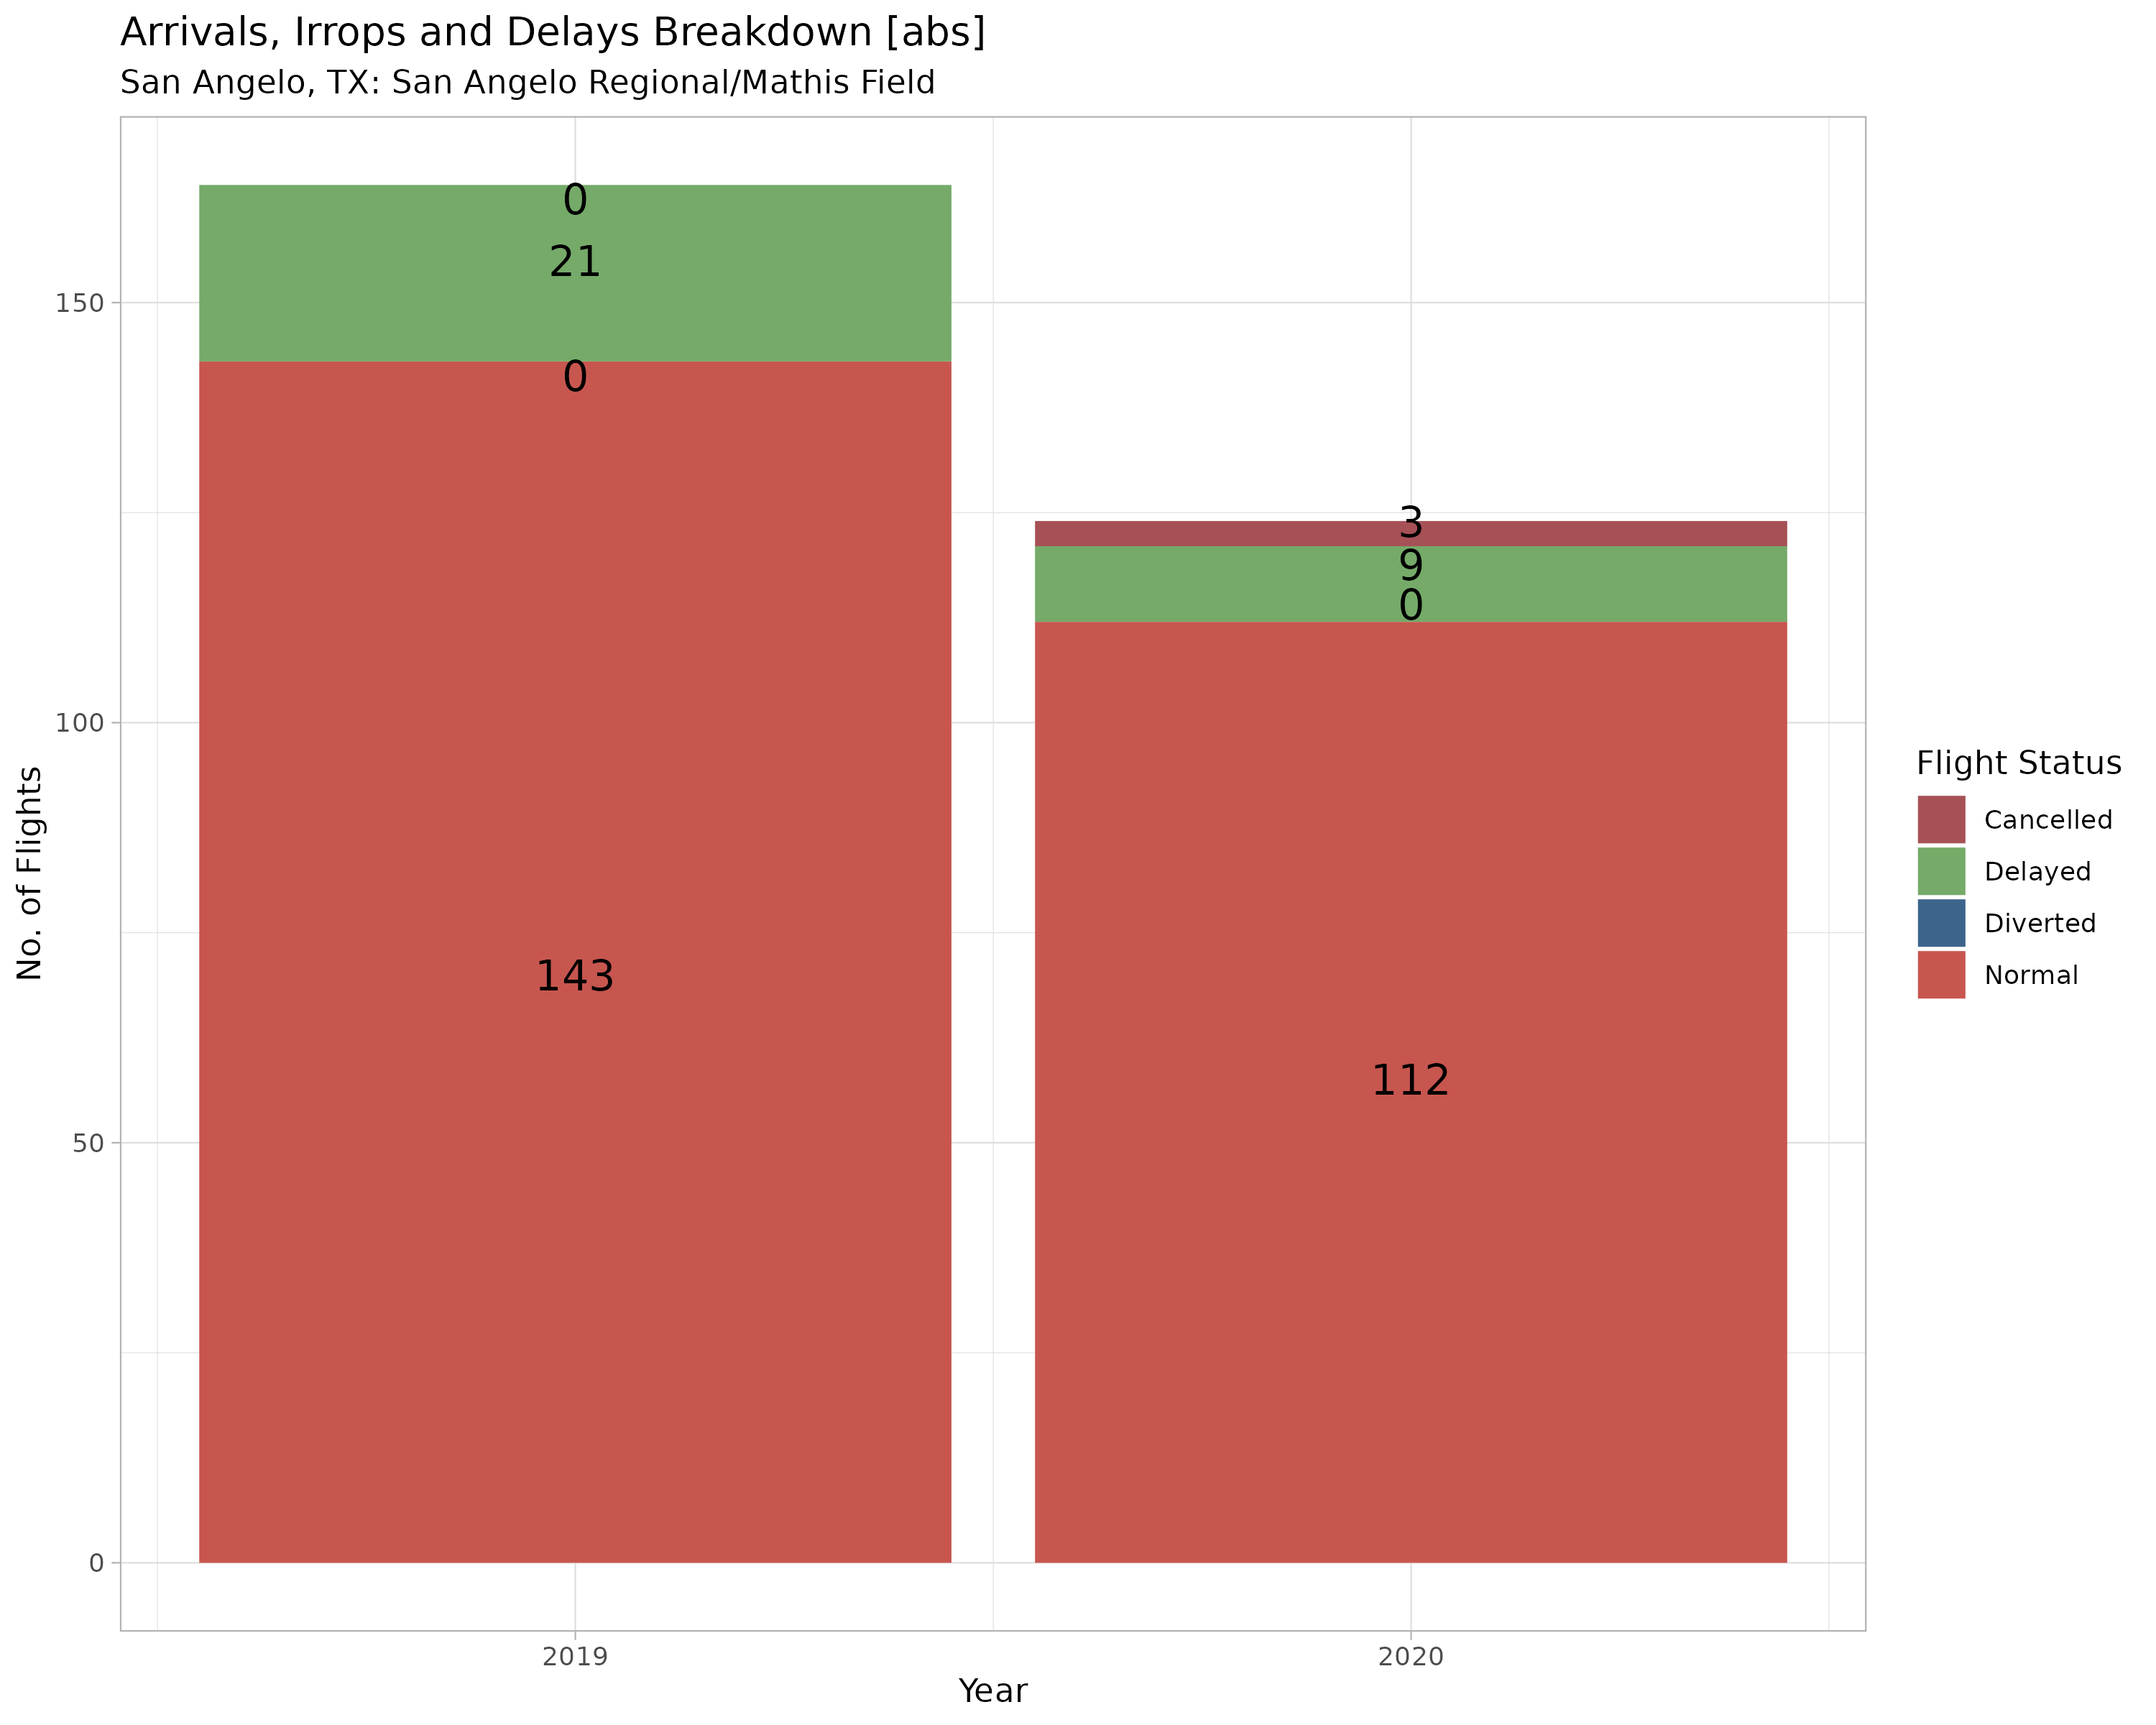 Arrivals, Irrops and Delays Breakdown [abs]
San Angelo, TX: San Angelo Regional/Mathis Field
No. of Flights
150
100
50
0
0
21
0
143
3
9
0
112
2019
2020
Year
Flight Status
Cancelled
Delayed
Diverted
Normal